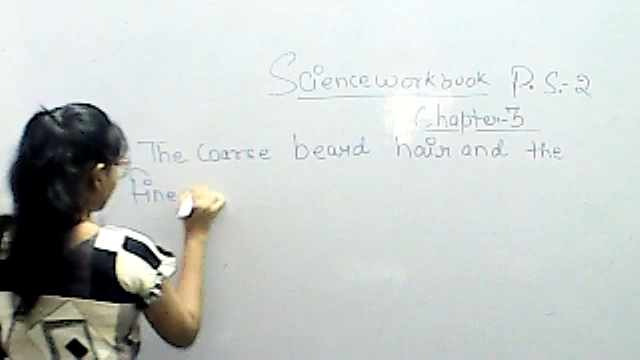 Science workbook P.S.-2
Chapter-3
The coarse beard hair and the
fine